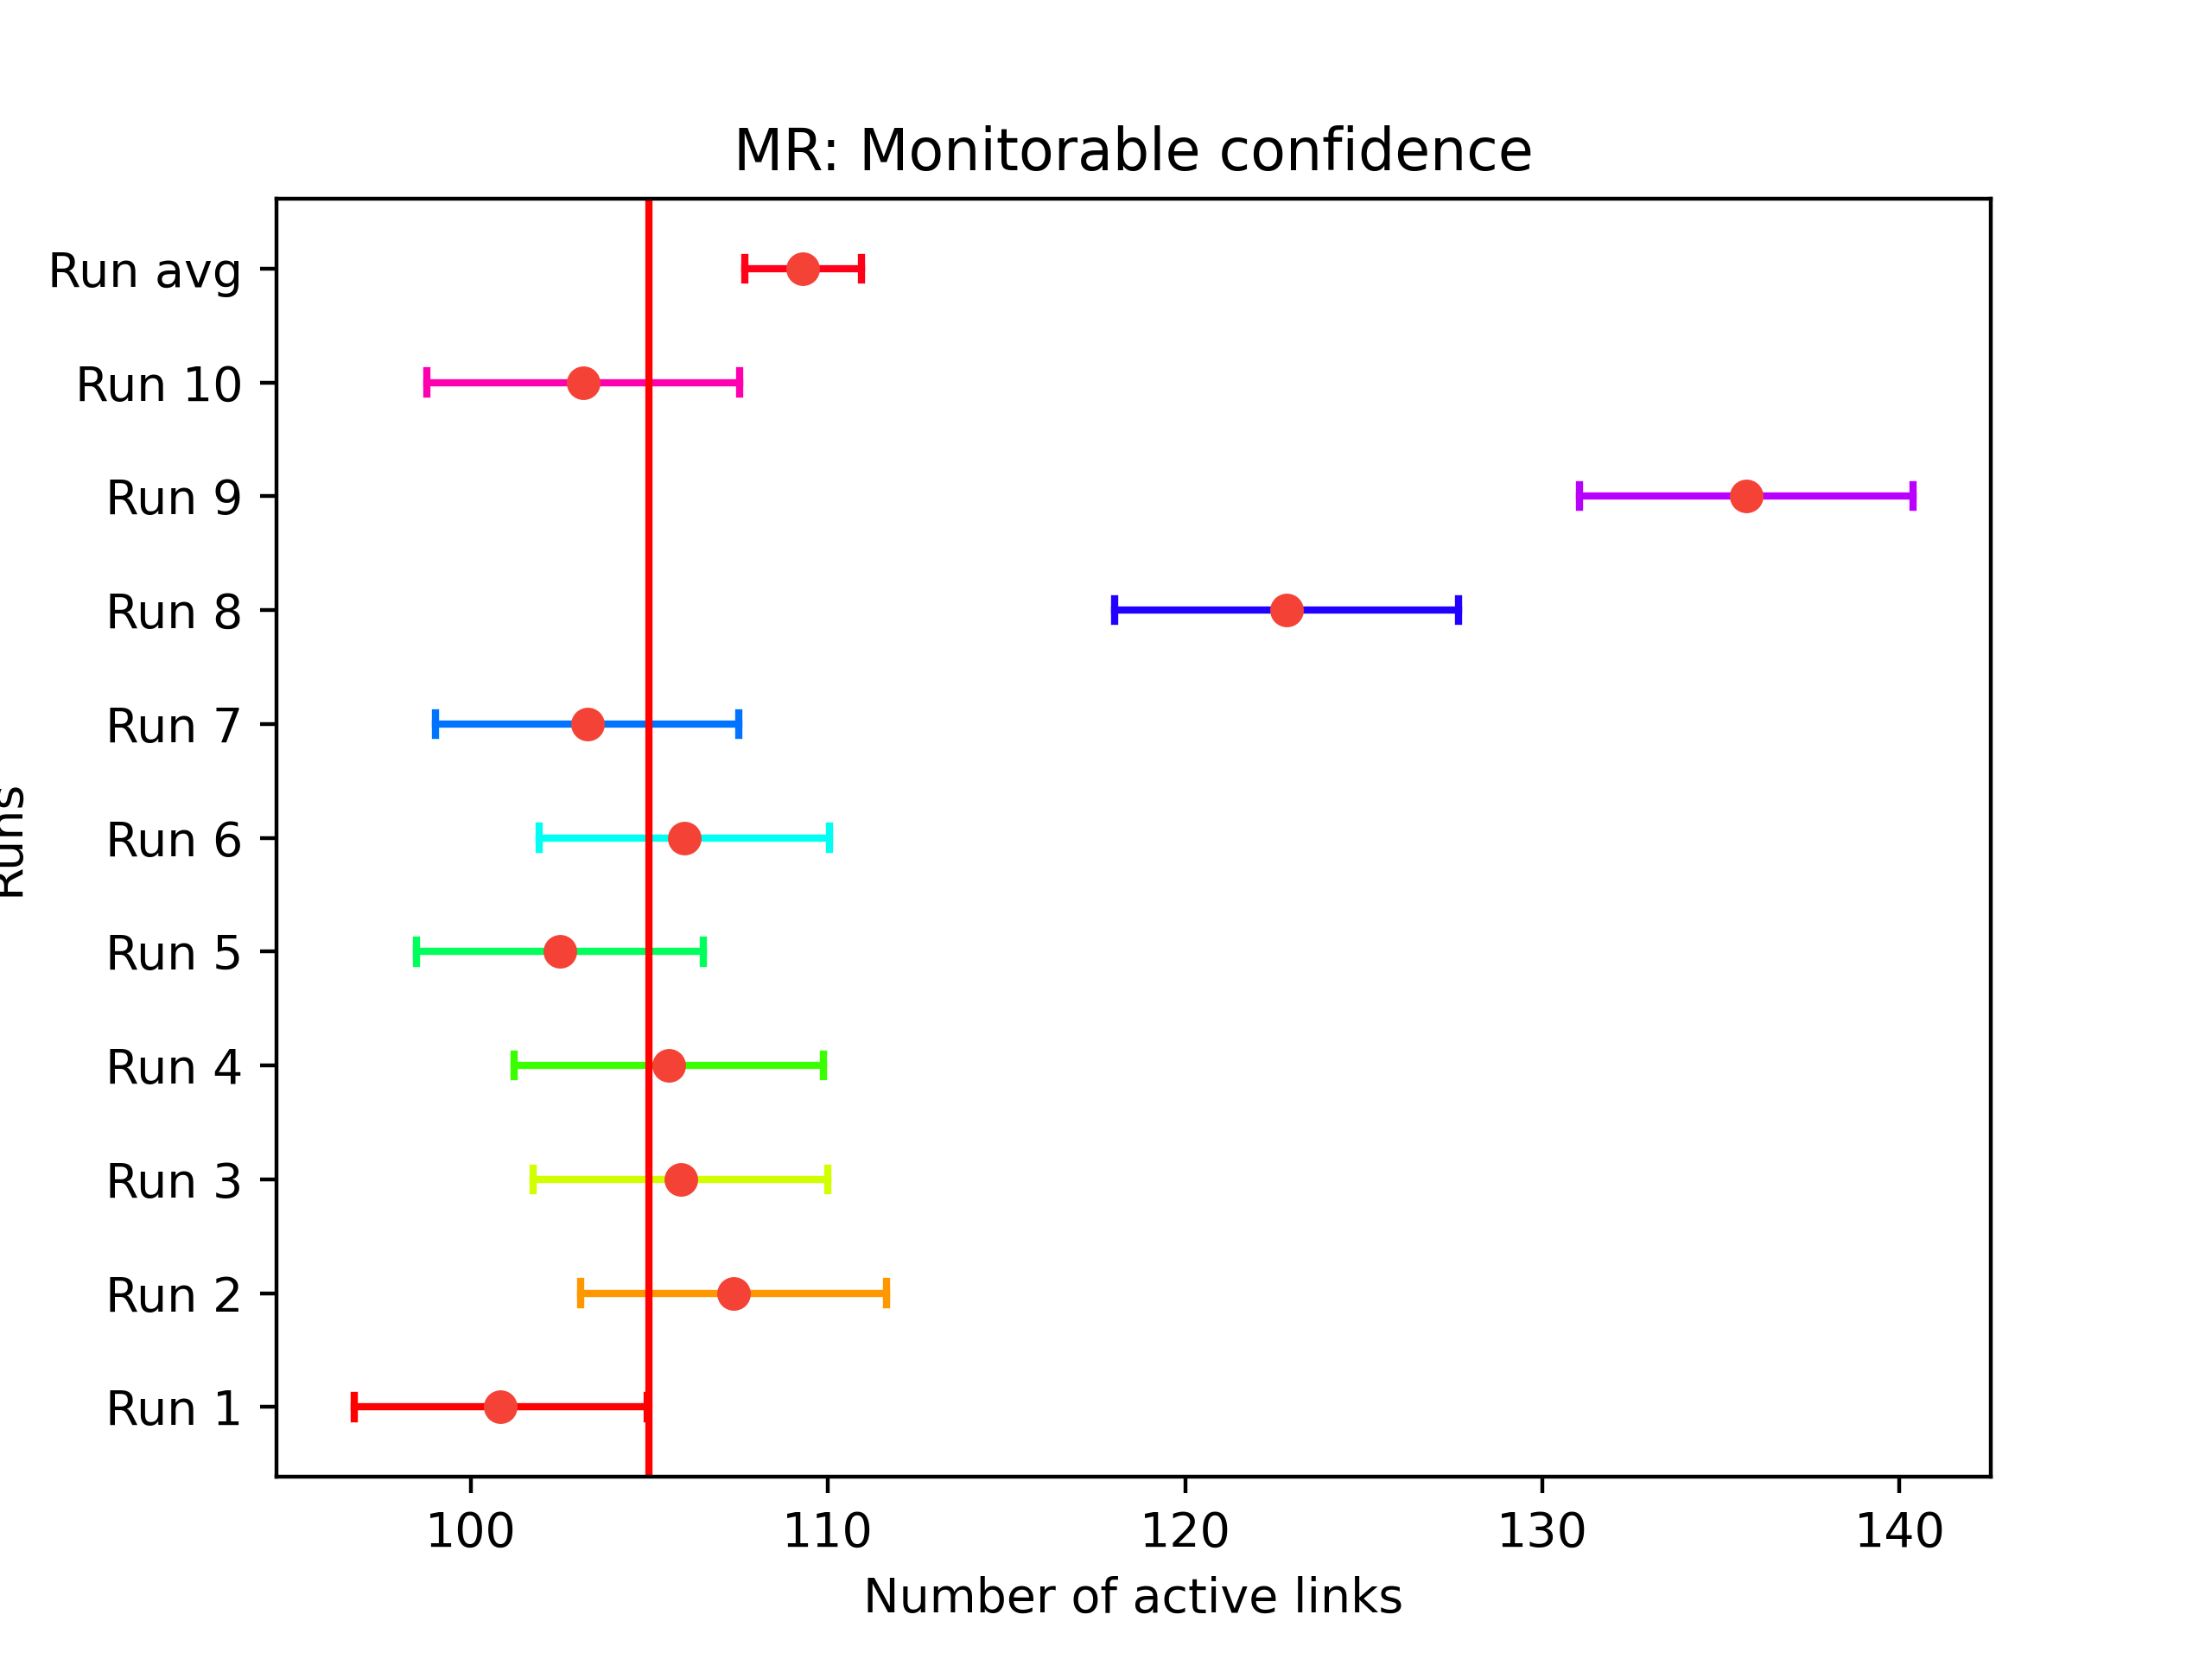 MR: Monitorable confidence
Run avg
Run 10
Run 9
Run 8
Run 7
Run 6
Run 5
Run 4
Run 3
Run 2
Run 1
Runs
100 110 120 130 140
Number of active links